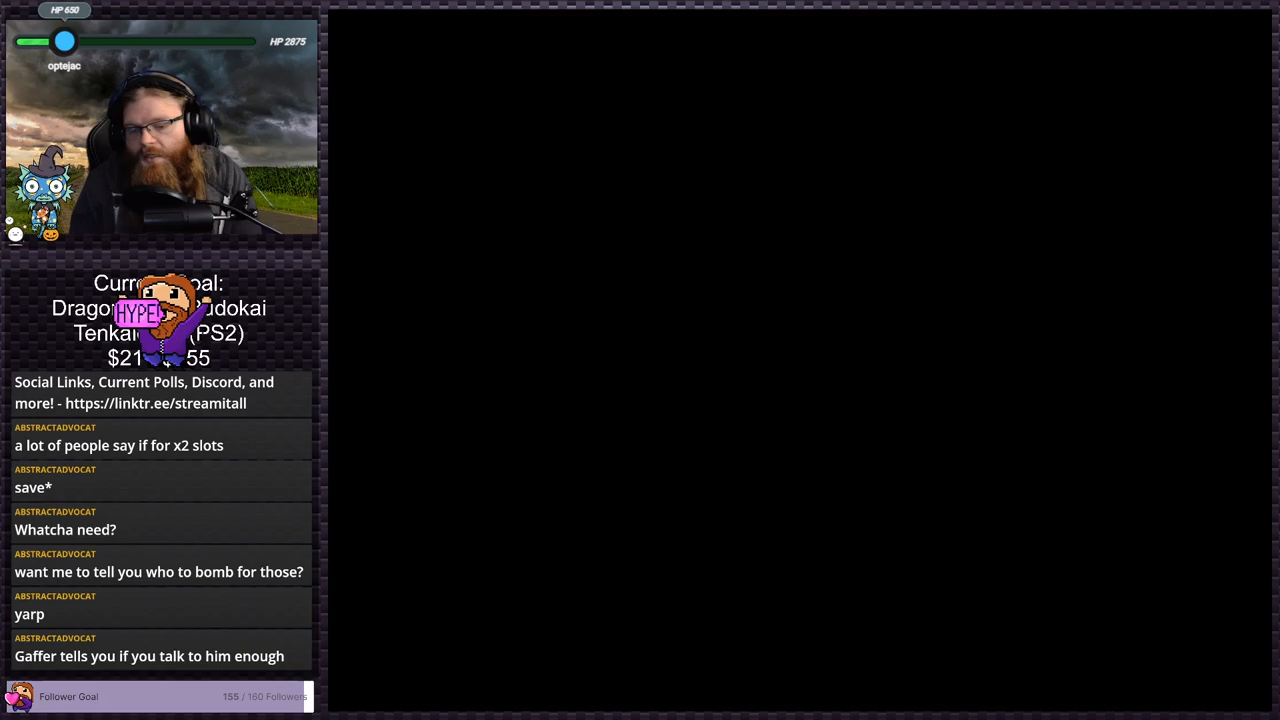 HP 650
HP 2875
optejac
Curr oal:
Dragon udokai
Tenkai (PS2)
$21 $ 55
HYPE!
Social Links, Current Polls, Discord, and
more! - https://linktr.ee/streamitall
ABSTRACTADVOCAT
a lot of people say if for x2 slots
ABSTRACTADVOCAT
save*
ABSTRACTADVOCAT
Whatcha need?
ABSTRACTADVOCAT
want me to tell you who to bomb for those?
ABSTRACTADVOCAT
yarp
ABSTRACTADVOCAT
Gaffer tells you if you talk to him enough
Follower Goal
155 / 160 Followers